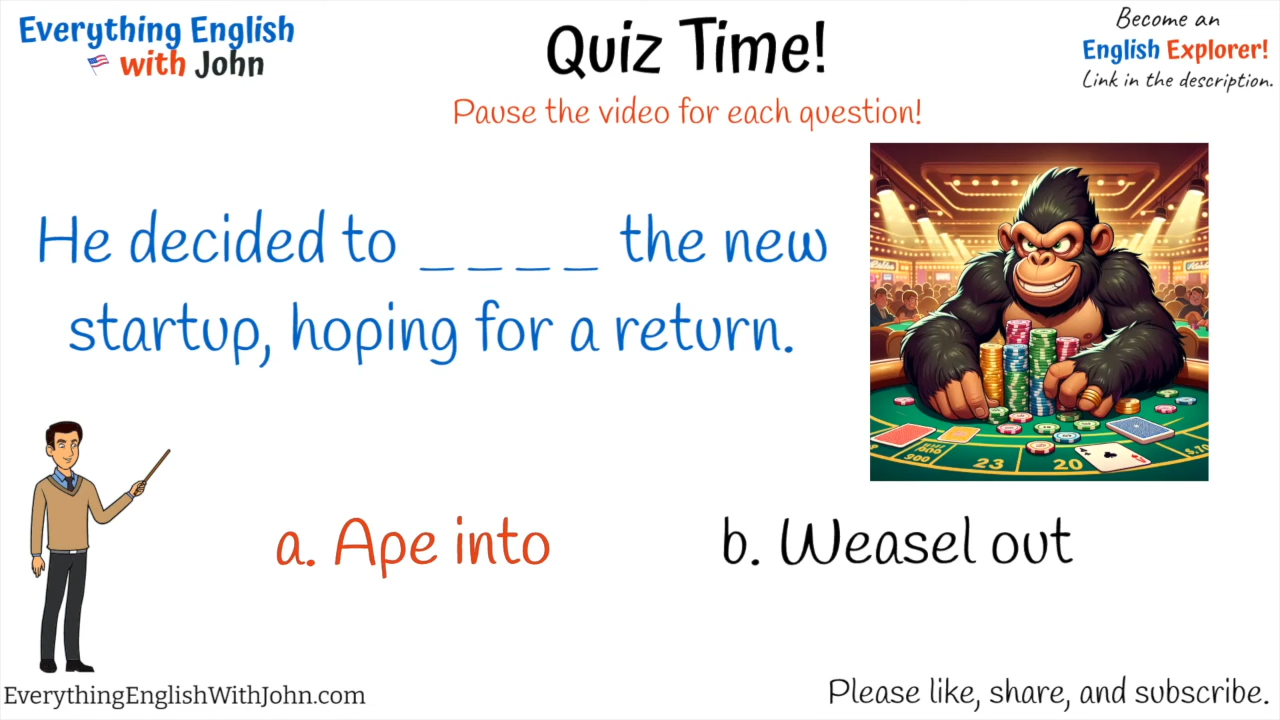 Everything English
with John
Quiz Time!
Pause the video for each question!
Become an
English Explorer!
Link in the description.
He decided to _ _ _ _ the new
startup, hoping for a return.
23
20
a. Ape into
b. Weasel out
EverythingEnglishWithJohn.com
Please like, share, and subscribe.